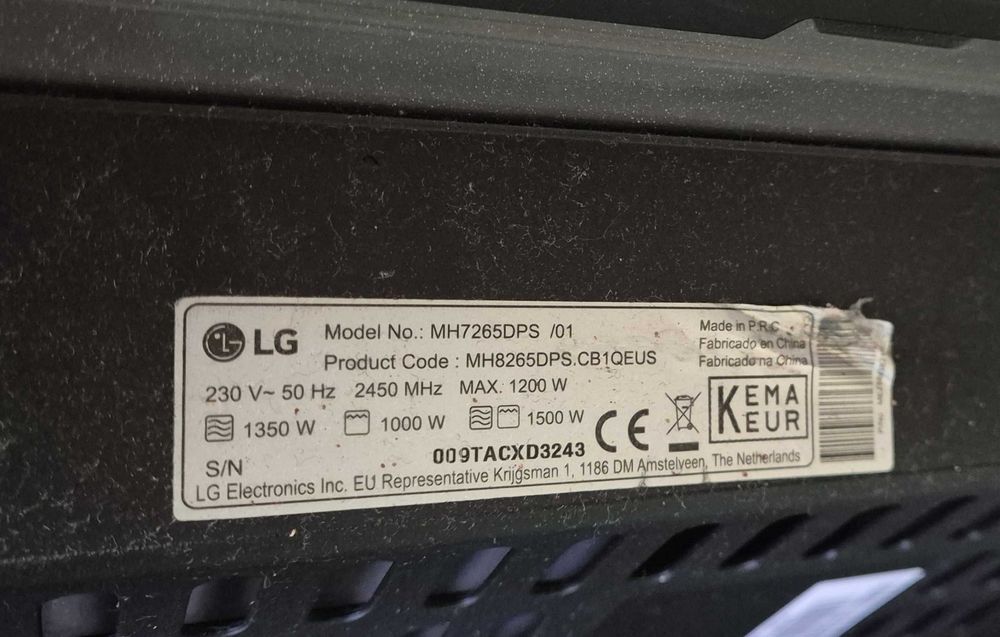 LG
Model No.: MH7265DPS /01
Product Code : MH8265DPS.CB1QEUS
Made in P.R.C
Fabricado en China
Fabricado na China
230 V~ 50 Hz 2450 MHz MAX. 1200 W
1350 W 1000 W 1500 W
CE
KEMA
KEUR
009TACXD3243
S/N
LG Electronics Inc. EU Representative Krijgsman 1, 1186 DM Amstelveen, The Netherlands